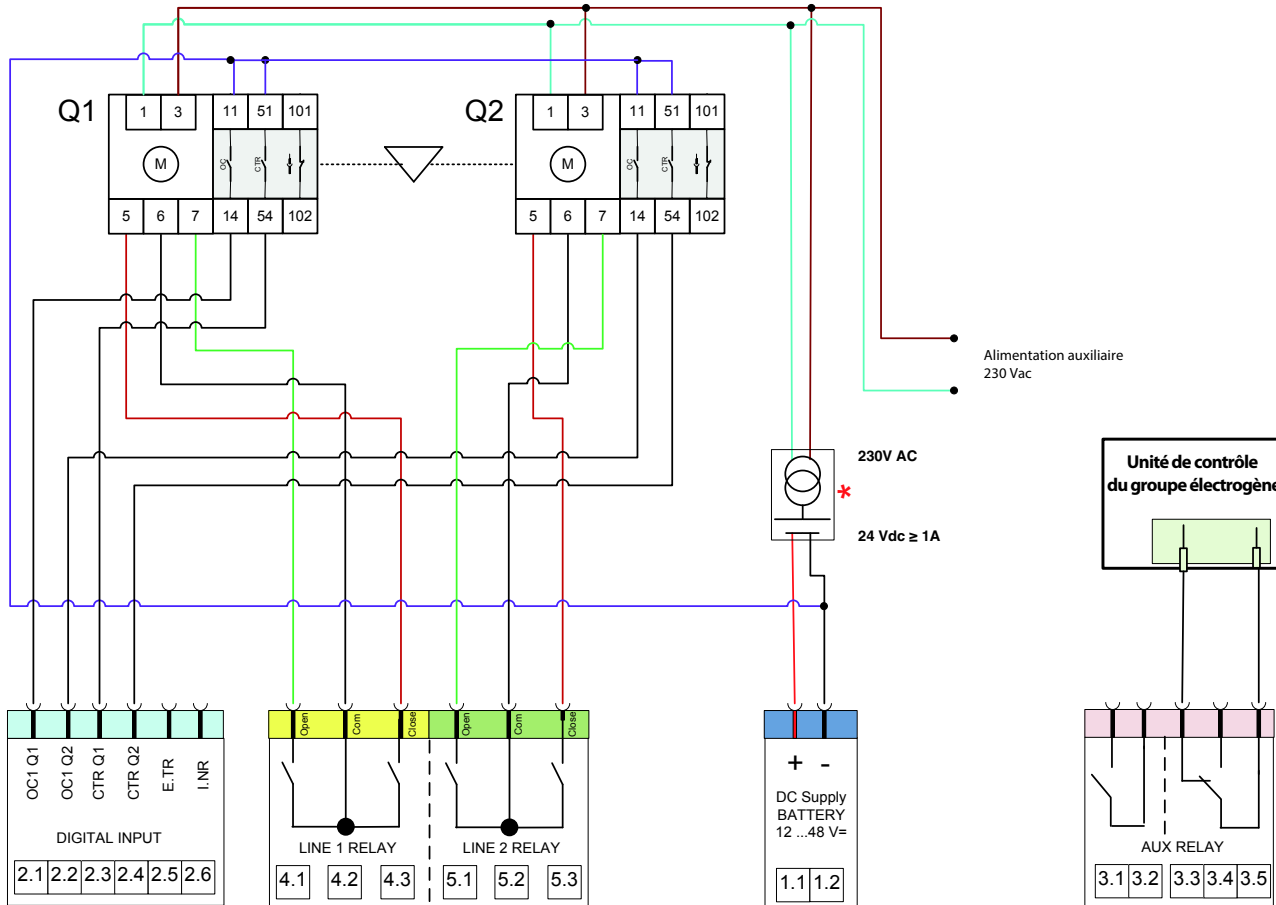 Q1
1 3 11 51 101
M
OC CTR
5 6 7 14 54 102
Q2
1 3 11 51 101
M
OC CTR
5 6 7 14 54 102
Alimentation auxiliaire
230 Vac
230V AC
*
24 Vdc ≥ 1A
Unité de contrôle
du groupe électrogène
OC1 Q1
OC1 Q2
CTR Q1
CTR Q2
E.TR
I.NR
DIGITAL INPUT
2.1 2.2 2.3 2.4 2.5 2.6
Open Com Close
LINE 1 RELAY
4.1 4.2 4.3
Open Com Close
LINE 2 RELAY
5.1 5.2 5.3
+ -
DC Supply
BATTERY
12 ...48 V=
1.1 1.2
AUX RELAY
3.1 3.2 3.3 3.4 3.5